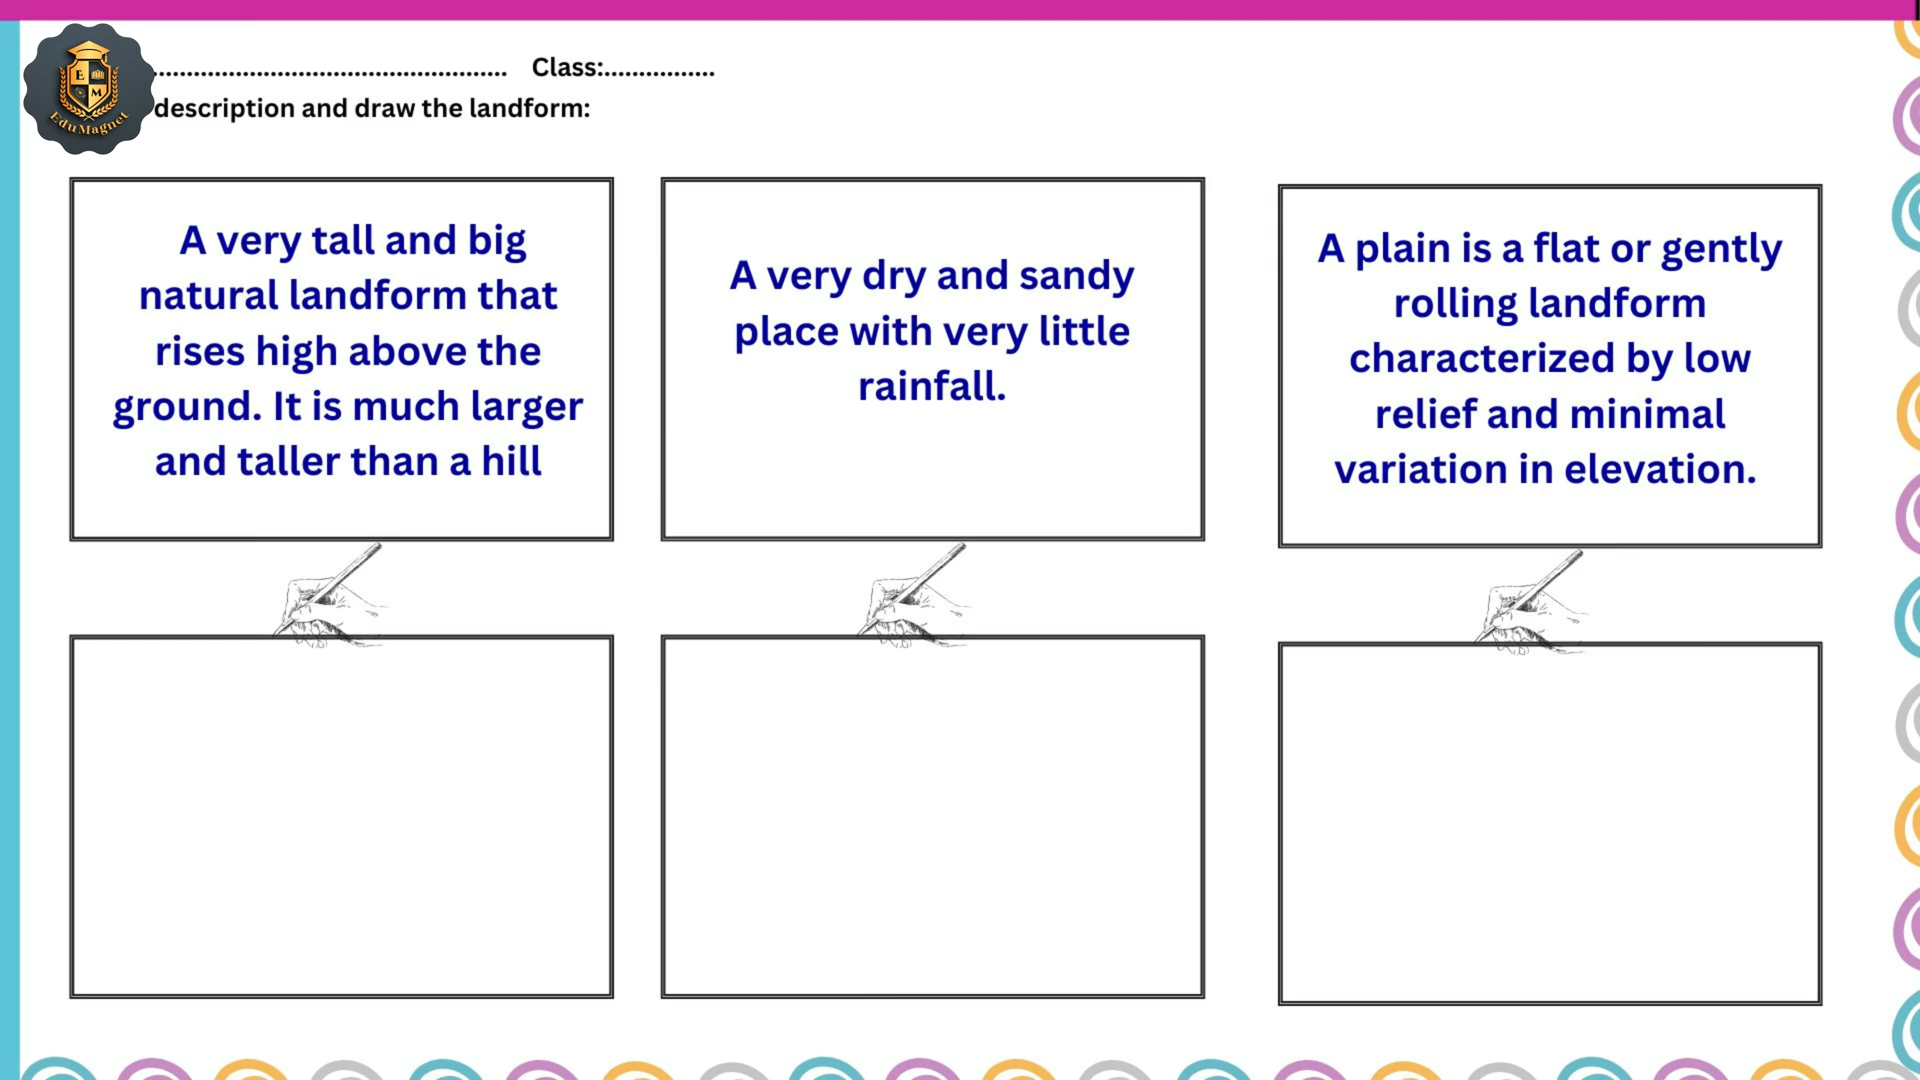 E M
EduMagnet
.................................................. Class:................
description and draw the landform:
A very tall and big
natural landform that
rises high above the
ground. It is much larger
and taller than a hill
A very dry and sandy
place with very little
rainfall.
A plain is a flat or gently
rolling landform
characterized by low
relief and minimal
variation in elevation.